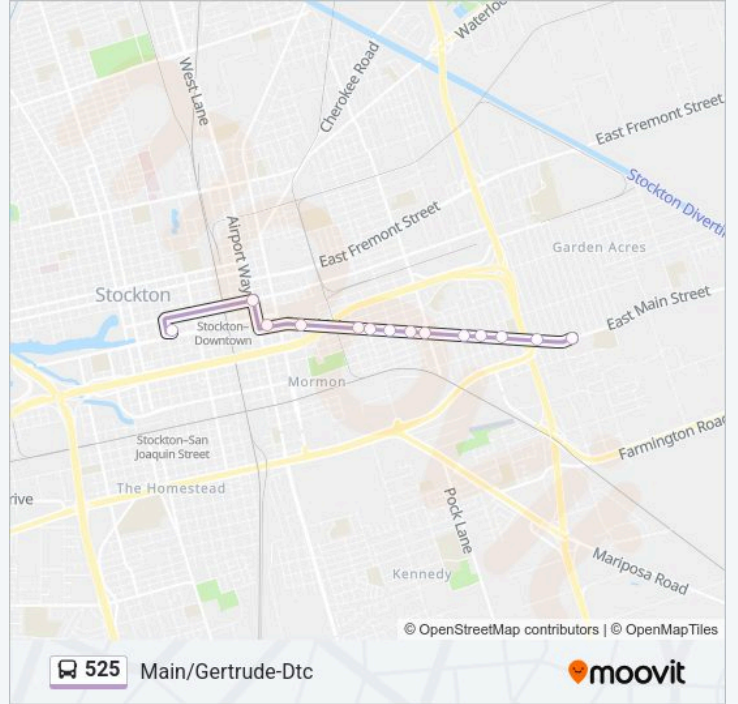 Waterloo
West Lane
Cherokee Road
East Fremont Street
Stockton Diverti
Airport Way
East Fremont Street
Garden Acres
Stockton
East Main Street
Stockton–
Downtown
Mormon
Farmington Road
Stockton–San
Joaquin Street
The Homestead
rive
Pock Lane
Mariposa Road
Kennedy
© OpenStreetMap contributors | © OpenMapTiles
525 Main/Gertrude-Dtc
moovit